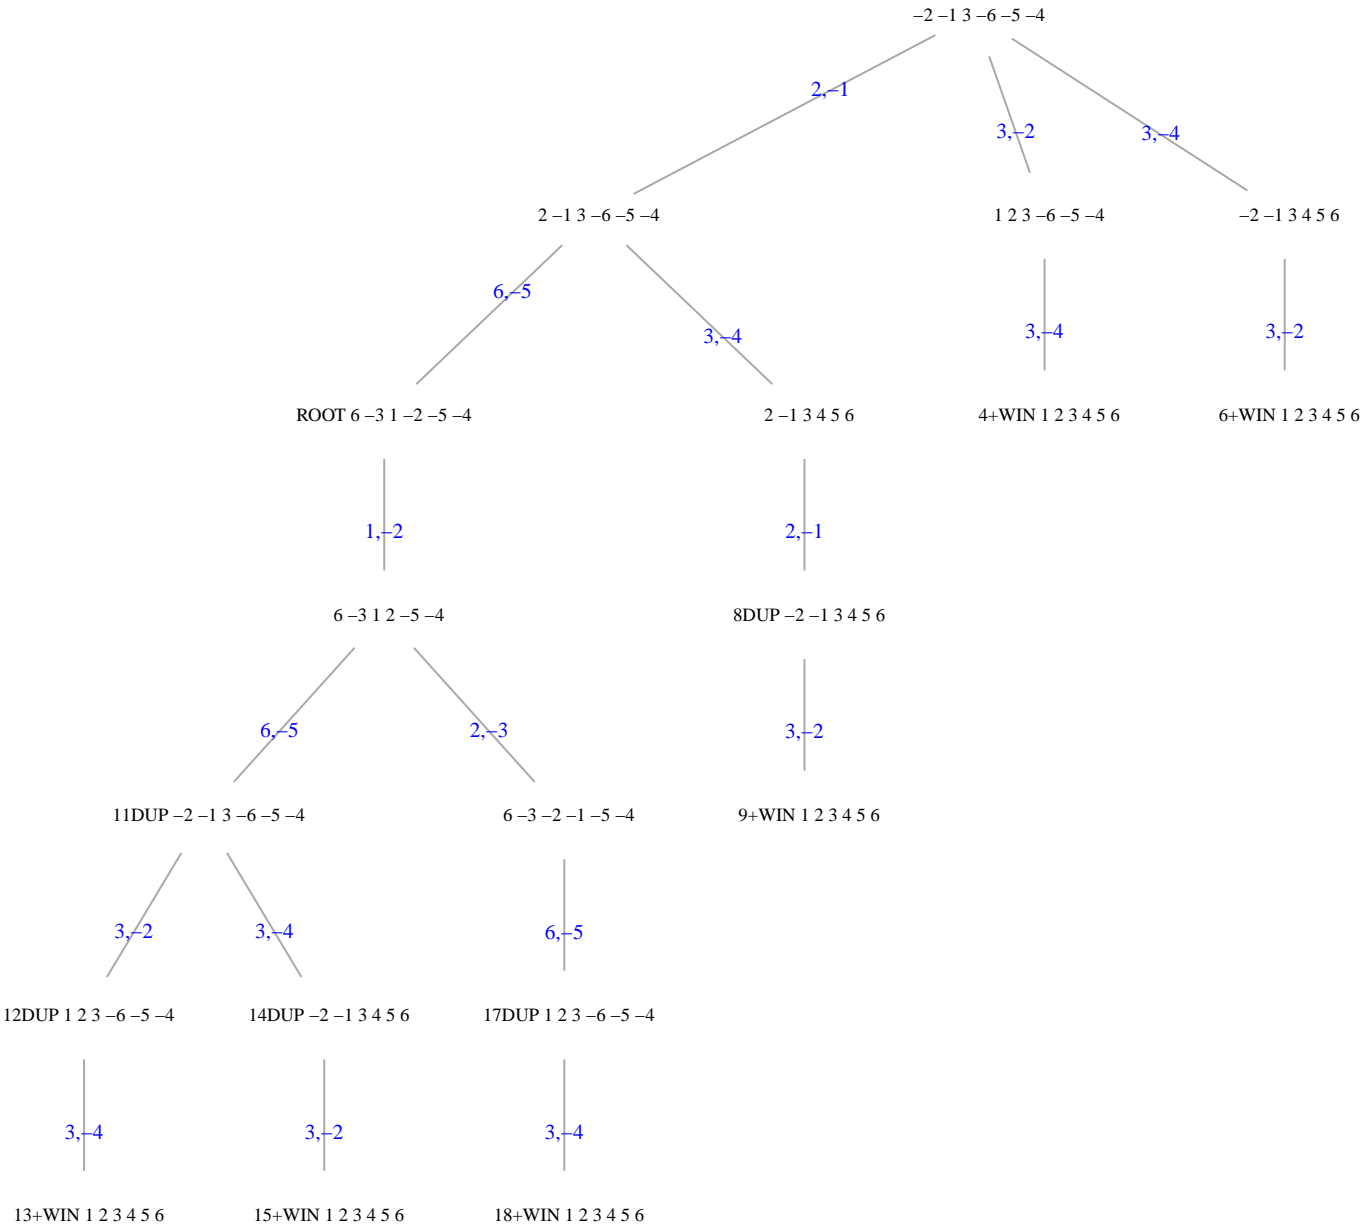 –2 –1 3 –6 –5 –4
2,–1
3,–2
3,–4
2 –1 3 –6 –5 –4
1 2 3 –6 –5 –4
–2 –1 3 4 5 6
6,–5
3,–4
3,–4
3,–2
ROOT 6 –3 1 –2 –5 –4
2 –1 3 4 5 6
4+WIN 1 2 3 4 5 6
6+WIN 1 2 3 4 5 6
1,–2
2,–1
6 –3 1 2 –5 –4
8DUP –2 –1 3 4 5 6
6,–5
2,–3
3,–2
11DUP –2 –1 3 –6 –5 –4
6 –3 –2 –1 –5 –4
9+WIN 1 2 3 4 5 6
3,–2
3,–4
6,–5
12DUP 1 2 3 –6 –5 –4
14DUP –2 –1 3 4 5 6
17DUP 1 2 3 –6 –5 –4
3,–4
3,–2
3,–4
13+WIN 1 2 3 4 5 6
15+WIN 1 2 3 4 5 6
18+WIN 1 2 3 4 5 6